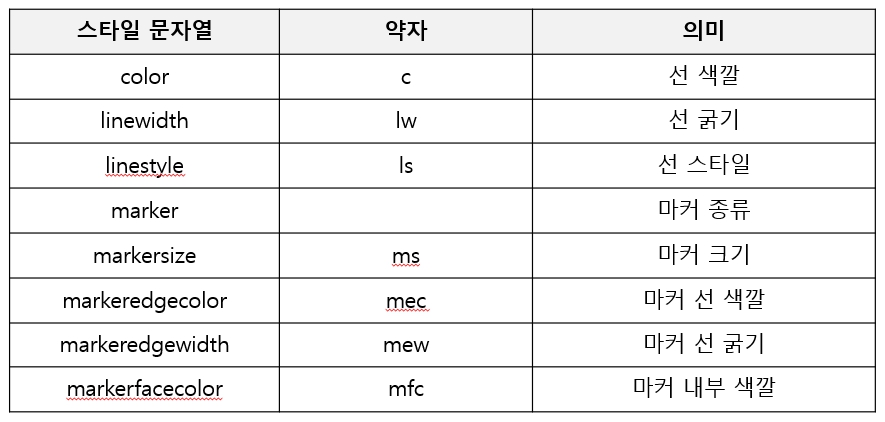 스타일 문자열 약자 의미
color c 선 색깔
linewidth lw 선 굵기
linestyle ls 선 스타일
marker 마커 종류
markersize ms 마커 크기
markeredgecolor mec 마커 선 색깔
markeredgewidth mew 마커 선 굵기
markerfacecolor mfc 마커 내부 색깔